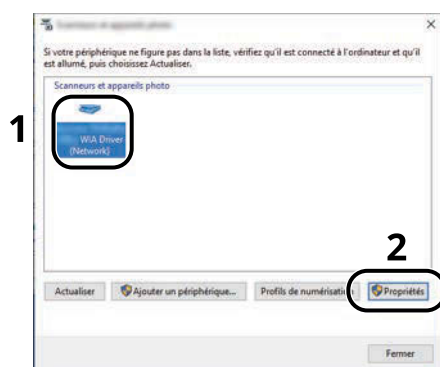 Si votre périphérique ne figure pas dans la liste, vérifiez qu'il est connecté à l'ordinateur et qu'il
est allumé, puis choisissez Actualiser.
Scanneurs et appareils photo
1
WIA Driver
(Network)
2
Actualiser
Ajouter un périphérique...
Profils de numérisation
Propriétés
Fermer